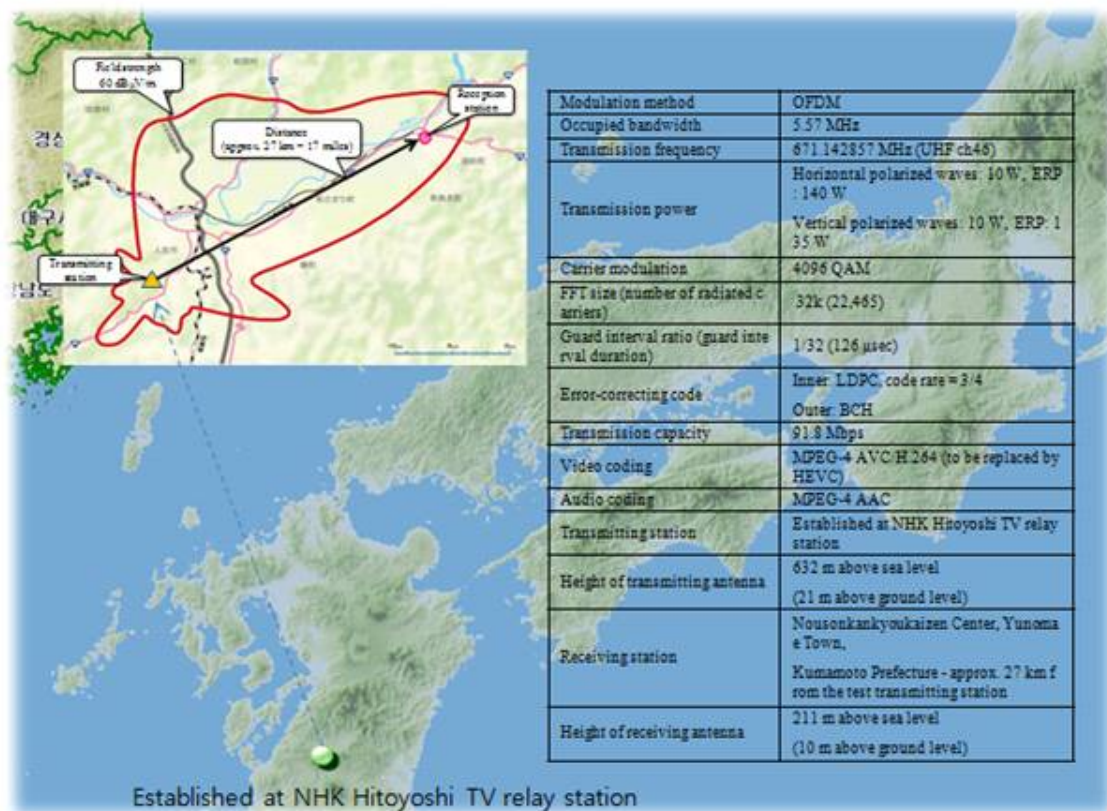 Field strength
60 dBμV/m
Reception
station
Distance
(approx. 27 km = 17 miles)
Transmitting
station
경상
대구시
남도
Modulation method
OFDM
Occupied bandwidth
5.57 MHz
Transmission frequency
671.142857 MHz (UHF ch46)
Transmission power
Horizontal polarized waves: 10 W, ERP
: 140 W
Vertical polarized waves: 10 W, ERP: 1
35 W
Carrier modulation
4096 QAM
FFT size (number of radiated c
arriers)
32k (22,465)
Guard interval ratio (guard inte
rval duration)
1/32 (126 μsec)
Error-correcting code
Inner: LDPC, code rate = 3/4
Outer: BCH
Transmission capacity
91.8 Mbps
Video coding
MPEG-4 AVC/H.264 (to be replaced by
HEVC)
Audio coding
MPEG-4 AAC
Transmitting station
Established at NHK Hitoyoshi TV relay
station
Height of transmitting antenna
632 m above sea level
(21 m above ground level)
Receiving station
Nousonkankyoukaizen Center, Yunoma
e Town,
Kumamoto Prefecture - approx. 27 km f
rom the test transmitting station
Height of receiving antenna
211 m above sea level
(10 m above ground level)
Established at NHK Hitoyoshi TV relay station